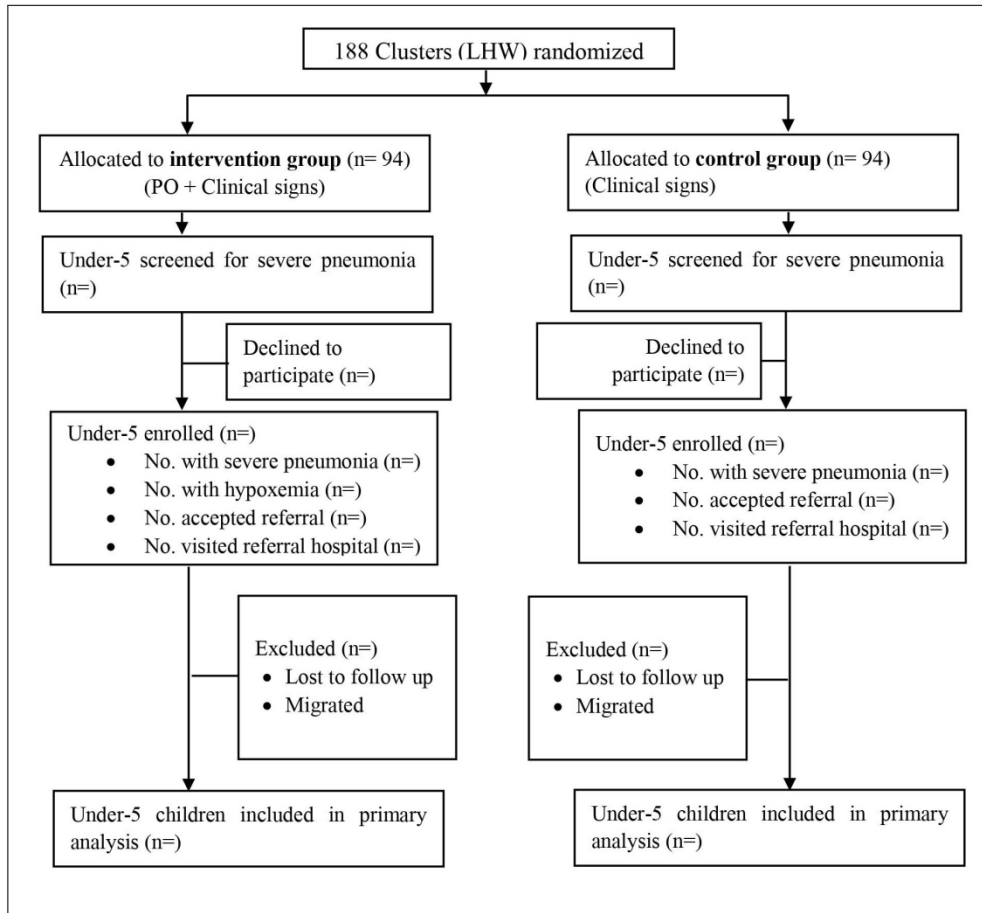 188 Clusters (LHW) randomized
Allocated to intervention group (n= 94)
(PO + Clinical signs)
Allocated to control group (n= 94)
(Clinical signs)
Under-5 screened for severe pneumonia
(n=)
Under-5 screened for severe pneumonia
(n=)
Declined to
participate (n=)
Declined to
participate (n=)
Under-5 enrolled (n=)
• No. with severe pneumonia (n=)
• No. with hypoxemia (n=)
• No. accepted referral (n=)
• No. visited referral hospital (n=)
Under-5 enrolled (n=)
• No. with severe pneumonia (n=)
• No. accepted referral (n=)
• No. visited referral hospital (n=)
Excluded (n=)
• Lost to follow up
• Migrated
Excluded (n=)
• Lost to follow up
• Migrated
Under-5 children included in primary
analysis (n=)
Under-5 children included in primary
analysis (n=)